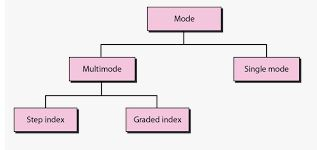 Mode
Multimode
Single mode
Step index
Graded index